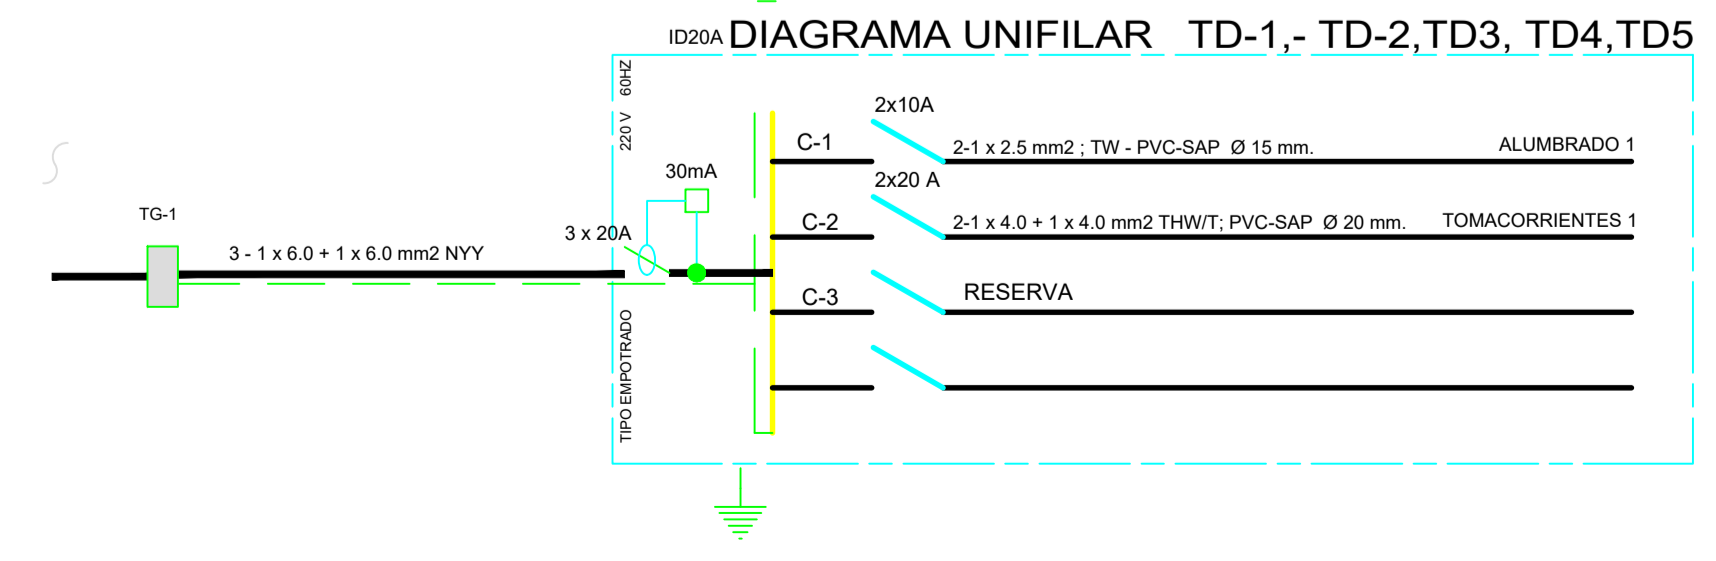 ID20A DIAGRAMA UNIFILAR TD-1,- TD-2,TD3, TD4,TD5
220 V 60HZ
2x10A
C-1
2-1 x 2.5 mm2 ; TW - PVC-SAP Ø 15 mm.
ALUMBRADO 1
30mA
2x20 A
TG-1
3 x 20A
C-2
2-1 x 4.0 + 1 x 4.0 mm2 THW/T; PVC-SAP Ø 20 mm.
TOMACORRIENTES 1
3 - 1 x 6.0 + 1 x 6.0 mm2 NYY
C-3
RESERVA
TIPO EMPOTRADO